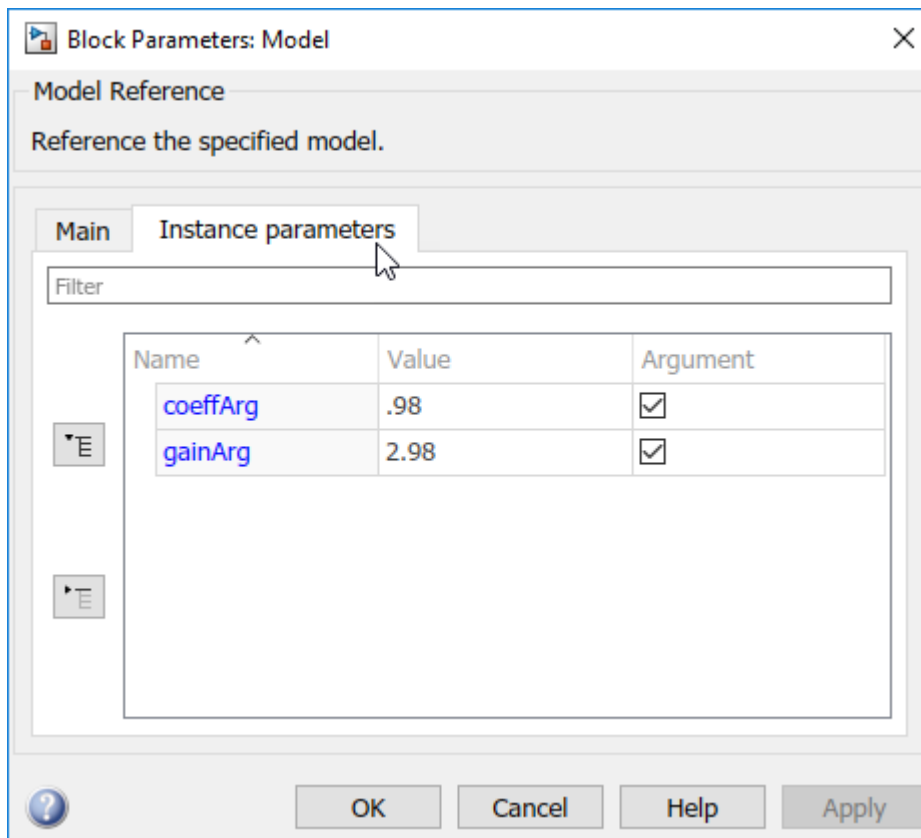 Block Parameters: Model
Model Reference
Reference the specified model.
Main Instance parameters
Filter
Name Value Argument
coeffArg .98
gainArg 2.98
OK Cancel Help Apply